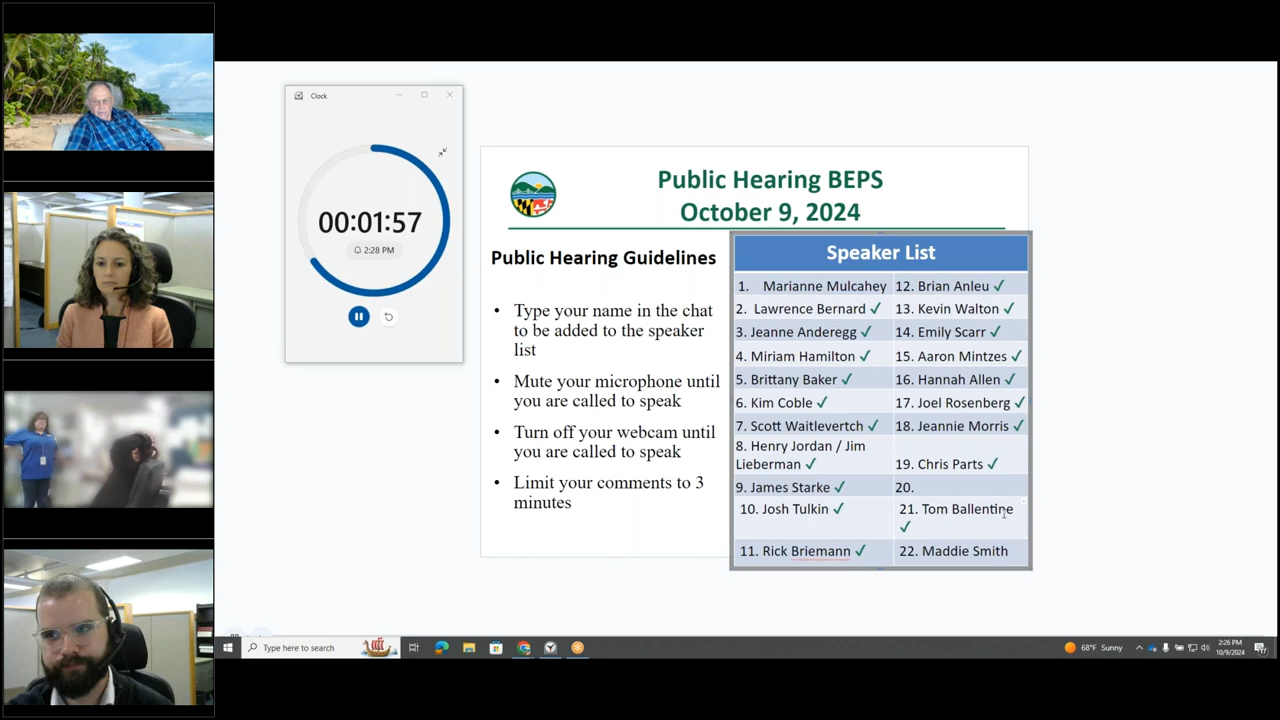 Clock
00:01:57
2:28 PM
Public Hearing BEPS
October 9, 2024
Public Hearing Guidelines
• Type your name in the chat
to be added to the speaker
list
• Mute your microphone until
you are called to speak
• Turn off your webcam until
you are called to speak
• Limit your comments to 3
minutes
Speaker List
1. Marianne Mulcahey
2. Lawrence Bernard ✓
3. Jeanne Anderegg ✓
4. Miriam Hamilton ✓
5. Brittany Baker ✓
6. Kim Coble ✓
7. Scott Waitlevertch ✓
8. Henry Jordan / Jim
Lieberman ✓
9. James Starke ✓
10. Josh Tulkin ✓
11. Rick Briemann ✓
12. Brian Anleu ✓
13. Kevin Walton ✓
14. Emily Scarr ✓
15. Aaron Mintzes ✓
16. Hannah Allen ✓
17. Joel Rosenberg ✓
18. Jeannie Morris ✓
19. Chris Parts ✓
20.
21. Tom Ballentine
✓
22. Maddie Smith
Type here to search
68°F Sunny
2:26 PM
10/9/2024